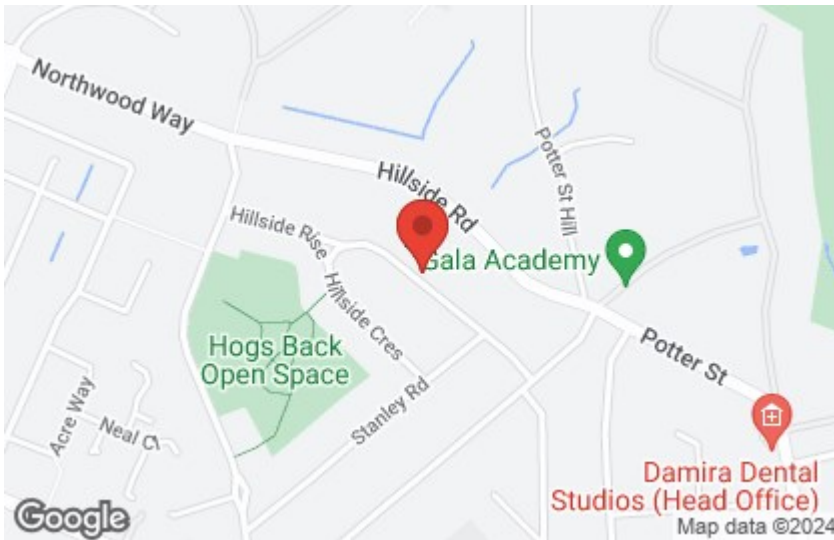 Northwood Way
Hillside Rd
Potter St Hill
Hillside Rise
Gala Academy
Hillside Cres
Hogs Back
Open Space
Potter St
Stanley Rd
Acre Way
Neal C
Damira Dental
Studios (Head Office)
Google
Map data ©2024